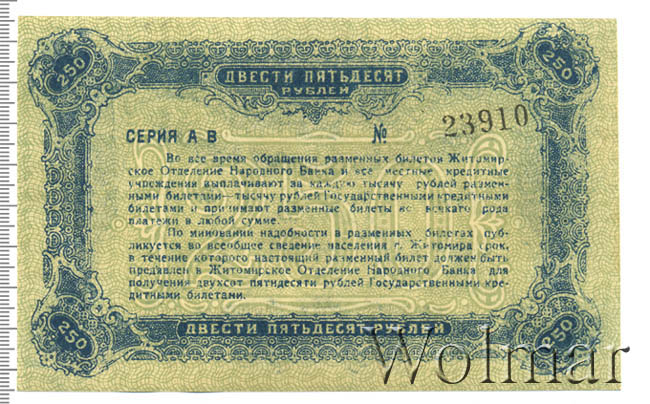 250
250
ДВЕСТИ ПЯТЬДЕСЯТ
РУБЛЕЙ
СЕРИЯ А В
№
23910
Во все время обращения разменных билетов Житомир-
ское Отделение Народного Банка и все местные кредитные
учреждения выплачивают за каждую тысячу рублей размен-
ными билетами—тысячу рублей Государственными кредитными
билетами и принимают разменные билеты во всякаго рода
платежи в любой сумме.
По миновании надобности в разменных билетах пуб-
ликуется во всеобщее сведение населения г. Житомира срок,
в течение которого настоящий разменный билет должен быть
предявлен в Житомирское Отделение Народного Банка для
получения двухсот пятидесяти рублей Государственными кре-
дитными билетами.
250
ДВЕСТИ ПЯТЬДЕСЯТ РУБЛЕЙ
250
Wolmar